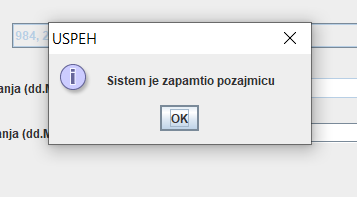 984, 2
USPEH
Sistem je zapamtio pozajmicu
anja (dd.M
OK
anja (dd.M